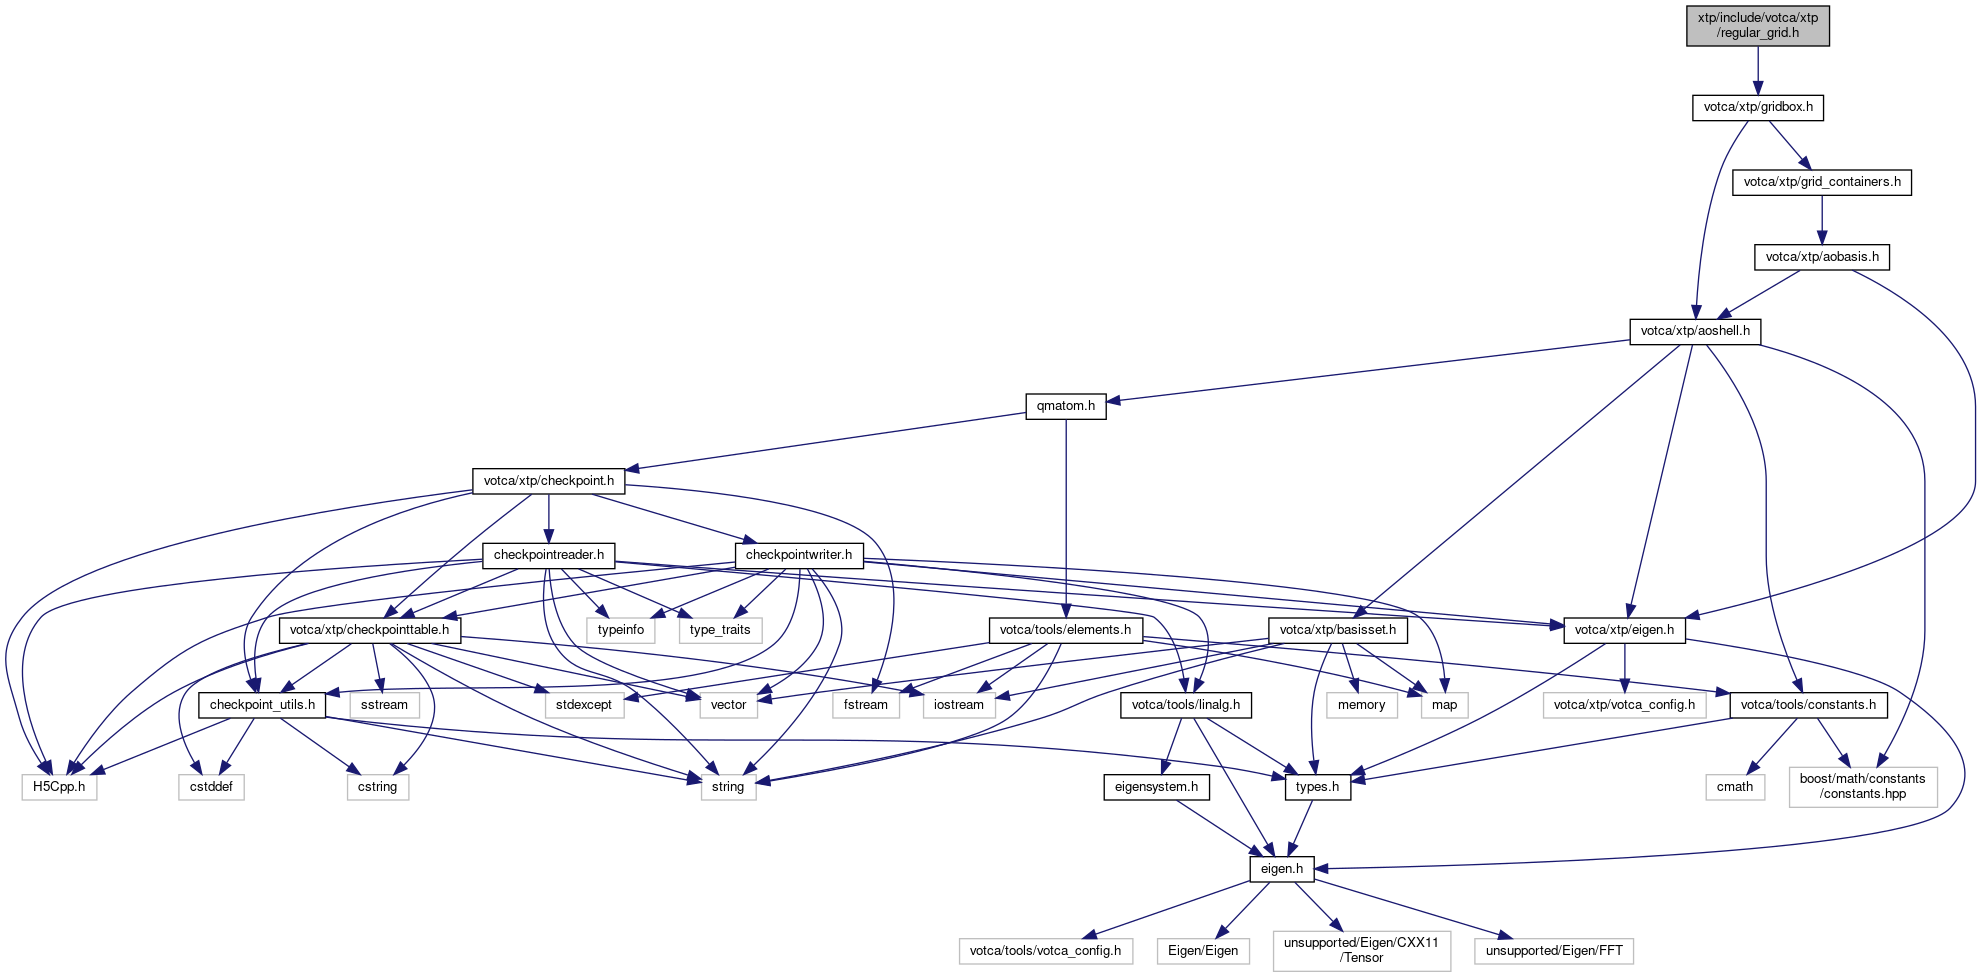 xtp/include/votca/xtp
/regular_grid.h
votca/xtp/gridbox.h
votca/xtp/grid_containers.h
votca/xtp/aobasis.h
votca/xtp/aoshell.h
qmatom.h
votca/xtp/checkpoint.h
checkpointreader.h
checkpointwriter.h
votca/xtp/checkpointtable.h
typeinfo
type_traits
votca/tools/elements.h
votca/xtp/basisset.h
votca/xtp/eigen.h
checkpoint_utils.h
sstream
stdexcept
vector
fstream
iostream
votca/tools/linalg.h
memory
map
votca/xtp/votca_config.h
votca/tools/constants.h
H5Cpp.h
cstddef
cstring
string
eigensystem.h
types.h
cmath
boost/math/constants
/constants.hpp
eigen.h
votca/tools/votca_config.h
Eigen/Eigen
unsupported/Eigen/CXX11
/Tensor
unsupported/Eigen/FFT